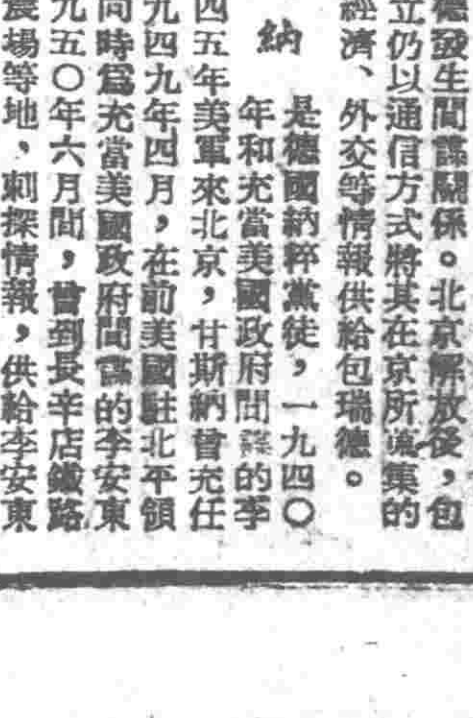 德發生間諜關係。北京解放後，包
立仍以通信方式將其在京所蒐集的
經濟、外交等情報供給包瑞德。
納
是德國納粹黨徒，一九四〇
年和充當美國政府間諜的李
四五年美軍來北京，甘斯納曾充任
九四九年四月，在前美國駐北平領
同時爲充當美國政府間諜的李安東
九五〇年六月間，曾到長辛店鐵路
農場等地，刺探情報，供給李安東